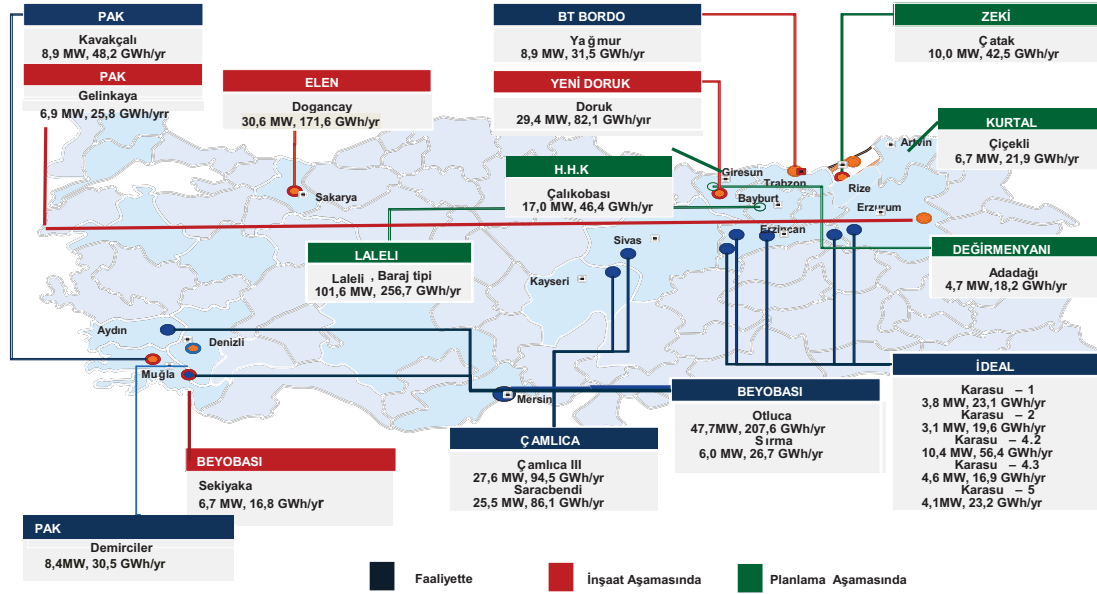 PAK
Kavakçalı
8,9 MW, 48,2 GWh/yr
PAK
Gelinkaya
6,9 MW, 25,8 GWh/yrr
ELEN
Dogancay
30,6 MW, 171,6 GWh/yr
BT BORDO
Yağmur
8,9 MW, 31,5 GWh/yr
YENİ DORUK
Doruk
29,4 MW, 82,1 GWh/yır
ZEKİ
Çatak
10,0 MW, 42,5 GWh/yr
KURTAL
Çiçekli
6,7 MW, 21,9 GWh/yr
H.H.K
Çalıkobası
17,0 MW, 46,4 GWh/yr
LALELI
Laleli , Baraj tipi
101,6 MW, 256,7 GWh/yr
DEĞİRMENYANI
Adadağı
4,7 MW,18,2 GWh/yr
Artvin
Giresun
Trabzon
Rize
Bayburt
Erzurum
Erzincan
Sakarya
Sivas
Kayseri
Aydın
Denizli
Muğla
Mersin
BEYOBASI
Sekiyaka
6,7 MW, 16,8 GWh/yr
PAK
Demirciler
8,4MW, 30,5 GWh/yr
ÇAMLICA
Çamlıca III
27,6 MW, 94,5 GWh/yr
Saracbendi
25,5 MW, 86,1 GWh/yr
BEYOBASI
Otluca
47,7MW, 207,6 GWh/yr
Sırma
6,0 MW, 26,7 GWh/yr
İDEAL
Karasu – 1
3,8 MW, 23,1 GWh/yr
Karasu – 2
3,1 MW, 19,6 GWh/yr
Karasu – 4.2
10,4 MW, 56,4 GWh/yr
Karasu – 4.3
4,6 MW, 16,9 GWh/yr
Karasu – 5
4,1MW, 23,2 GWh/yr
Faaliyette
İnşaat Aşamasında
Planlama Aşamasında